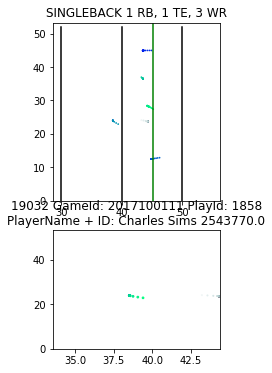 SINGLEBACK 1 RB, 1 TE, 3 WR
50
40
30
20
10
0
30 40 50
19032 GameId: 2017100111 PlayId: 1858
PlayerName + ID: Charles Sims 2543770.0
40
20
0
35.0 37.5 40.0 42.5